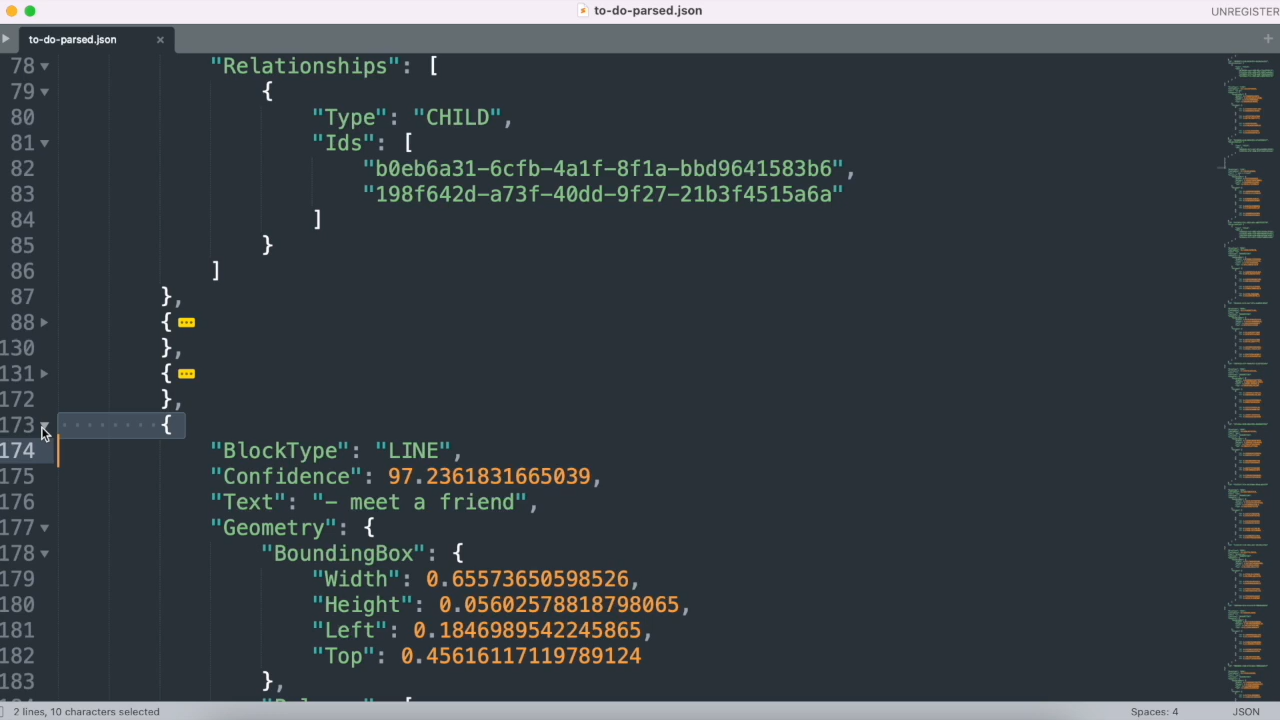 to-do-parsed.json
UNREGISTER
to-do-parsed.json ×
+
78 "Relationships": [
79 {
80 "Type": "CHILD",
81 "Ids": [
82 "b0eb6a31-6cfb-4a1f-8f1a-bbd9641583b6",
83 "198f642d-a73f-40dd-9f27-21b3f4515a6a"
84 ]
85 }
86 ]
87 },
88 { •••
130 },
131 { •••
172 },
173 {
174 "BlockType": "LINE",
175 "Confidence": 97.2361831665039,
176 "Text": "- meet a friend",
177 "Geometry": {
178 "BoundingBox": {
179 "Width": 0.65573650598526,
180 "Height": 0.05602578818798065,
181 "Left": 0.1846989542245865,
182 "Top": 0.45616117119789124
183 },
2 lines, 10 characters selected
Spaces: 4
JSON